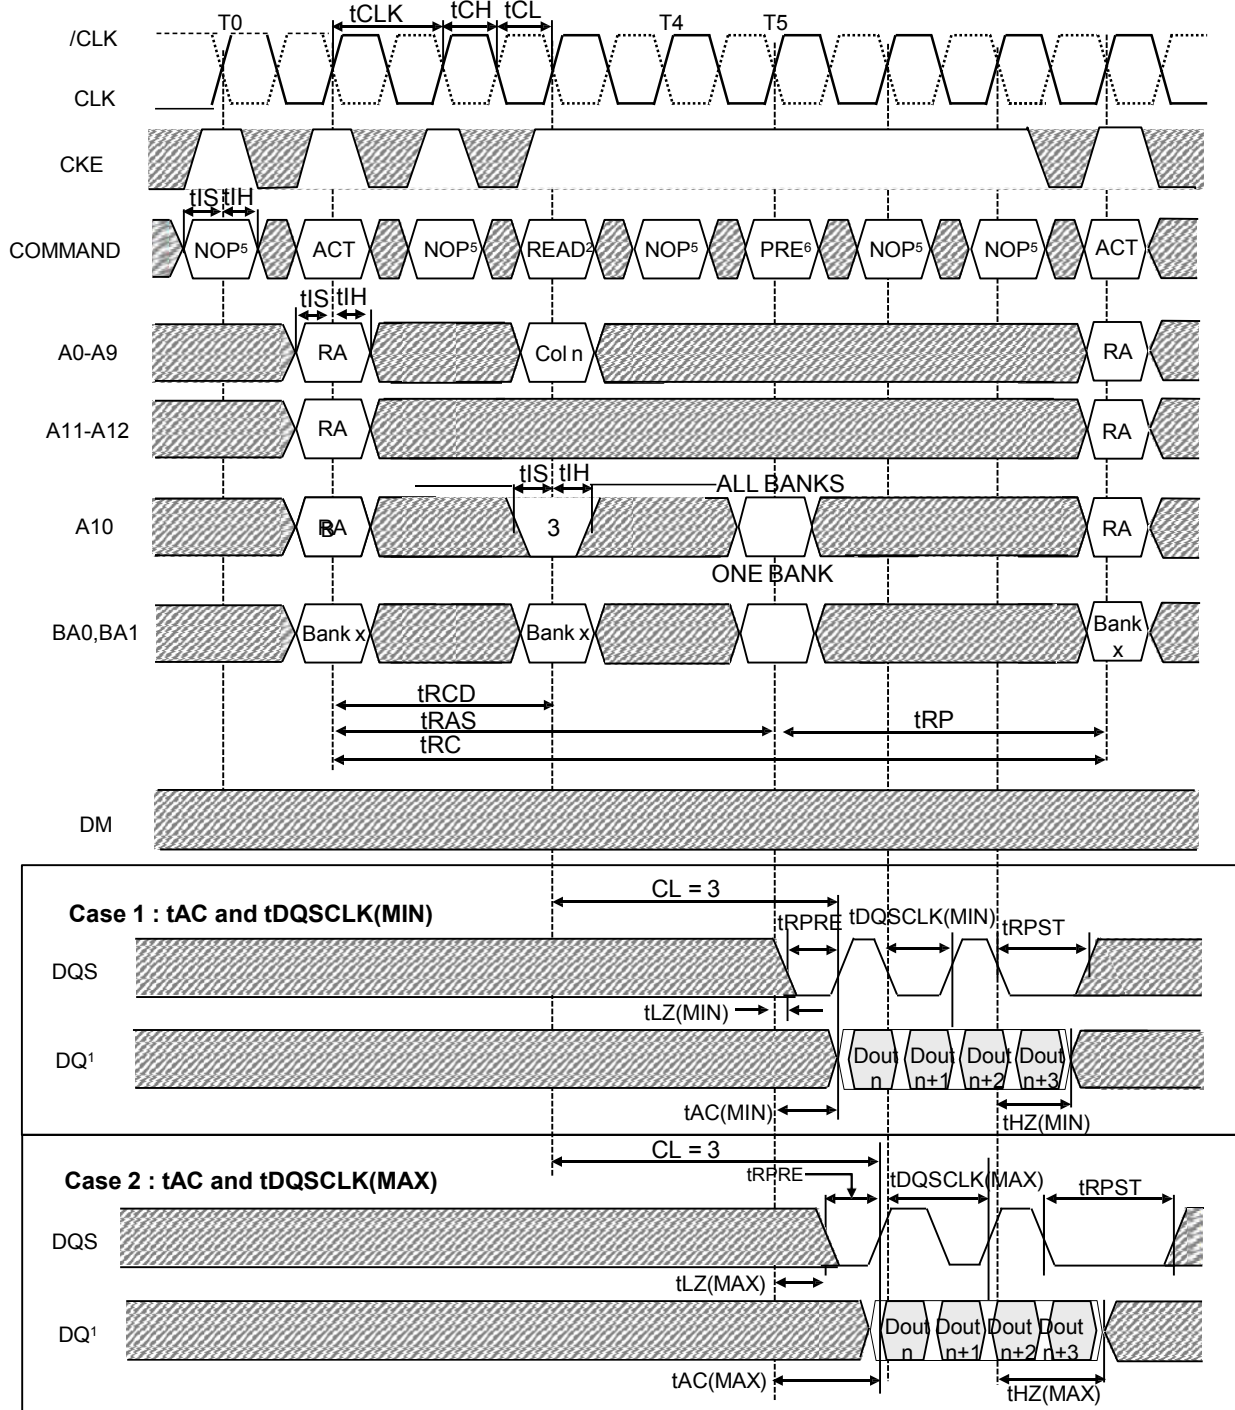 T0 tCLK tCH tCL T4 T5
/CLK
CLK
CKE
tIS tIH
COMMAND NOP5 ACT NOP5 READ2 NOP5 PRE6 NOP5 NOP5 ACT
tIS tIH
A0-A9 RA Col n RA
A11-A12 RA RA
tIS tIH ALL BANKS
A10 RA B 3 RA
ONE BANK
BA0,BA1 Bank x Bank x Bank x
tRCD
tRAS tRP
tRC
DM
CL = 3
Case 1 : tAC and tDQSCLK(MIN)
tRPRE tDQSCLK(MIN) tRPST
DQS
tLZ(MIN)
DQ1 Dout n Dout n+1 Dout n+2 Dout n+3
tAC(MIN) tHZ(MIN)
CL = 3
Case 2 : tAC and tDQSCLK(MAX)
tRPRE tDQSCLK(MAX) tRPST
DQS
tLZ(MAX)
DQ1 Dout n Dout n+1 Dout n+2 Dout n+3
tAC(MAX) tHZ(MAX)